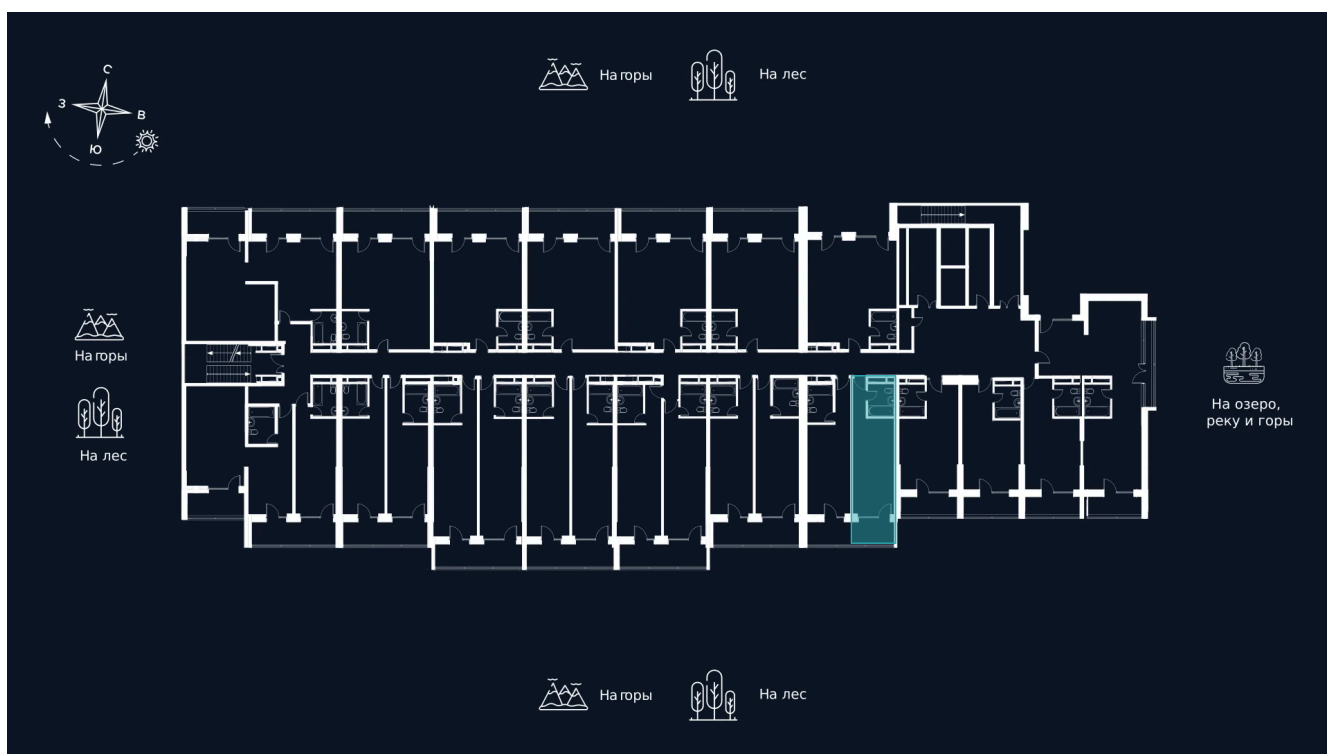 На горы
На лес
С
З
В
Ю
На горы
На лес
На озеро,
реку и горы
На горы
На лес